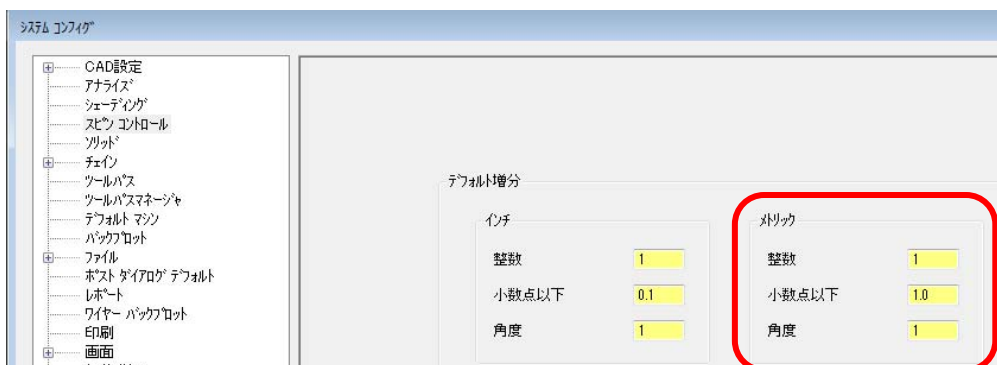 ｼｽﾃﾑ ｺﾝﾌｨｸﾞ
CAD設定
ｱﾅﾗｲｽﾞ
ｼｪｰﾃﾞｨﾝｸﾞ
ｽﾋﾟﾝ ｺﾝﾄﾛｰﾙ
ｿﾘｯﾄﾞ
ﾁｪｲﾝ
ﾂｰﾙﾊﾟｽ
ﾂｰﾙﾊﾟｽﾏﾈｰｼﾞｬ
ﾃﾞﾌｫﾙﾄ ﾏｼﾝ
ﾊﾞｯｸﾌﾟﾛｯﾄ
ﾌｧｲﾙ
ﾎﾟｽﾄ ﾀﾞｲｱﾛｸﾞ ﾃﾞﾌｫﾙﾄ
ﾚﾎﾟｰﾄ
ﾜｲﾔｰ ﾊﾞｯｸﾌﾟﾛｯﾄ
印刷
画面
ﾃﾞﾌｫﾙﾄ増分
ｲﾝﾁ
整数 1
小数点以下 0.1
角度 1
ﾒﾄﾘｯｸ
整数 1
小数点以下 1.0
角度 1